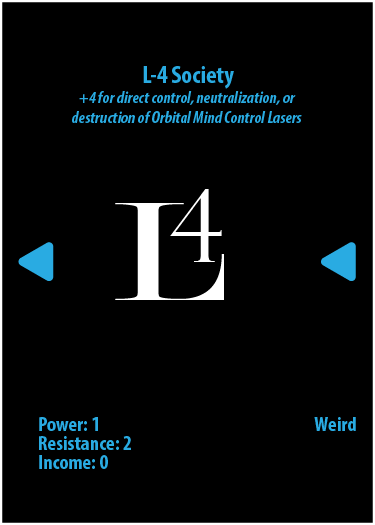 L-4 Society
+4 for direct control, neutralization, or
destruction of Orbital Mind Control Lasers
L4
Power: 1
Weird
Resistance: 2
Income: 0